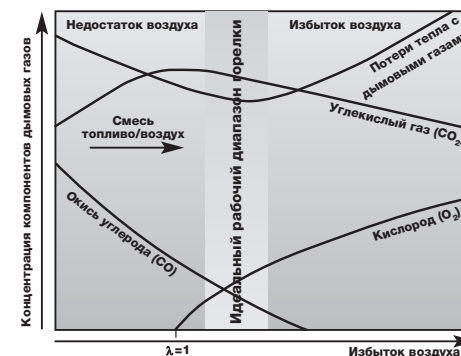 Недостаток воздуха
Избыток воздуха
Концентрация компонентов дымовых газов
Смесь
топливо/воздух
Идеальный рабочий диапазон горелки
Потери тепла с
дымовыми газами
Углекислый газ (CO2
Окись углерода (CO)
Кислород (O2)
λ=1
Избыток воздуха